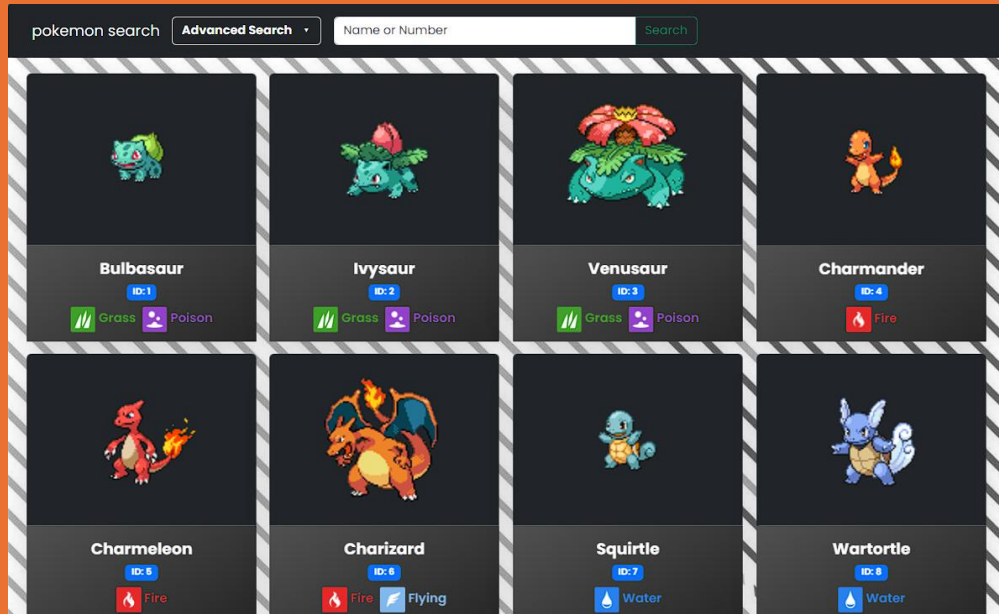 pokemon search Advanced Search Name or Number Search
Bulbasaur Ivysaur Venusaur Charmander
ID: 1 ID: 2 ID: 3 ID: 4
Grass Poison Grass Poison Grass Poison Fire
Charmeleon Charizard Squirtle Wartortle
ID: 5 ID: 6 ID: 7 ID: 8
Fire Fire Flying Water Water